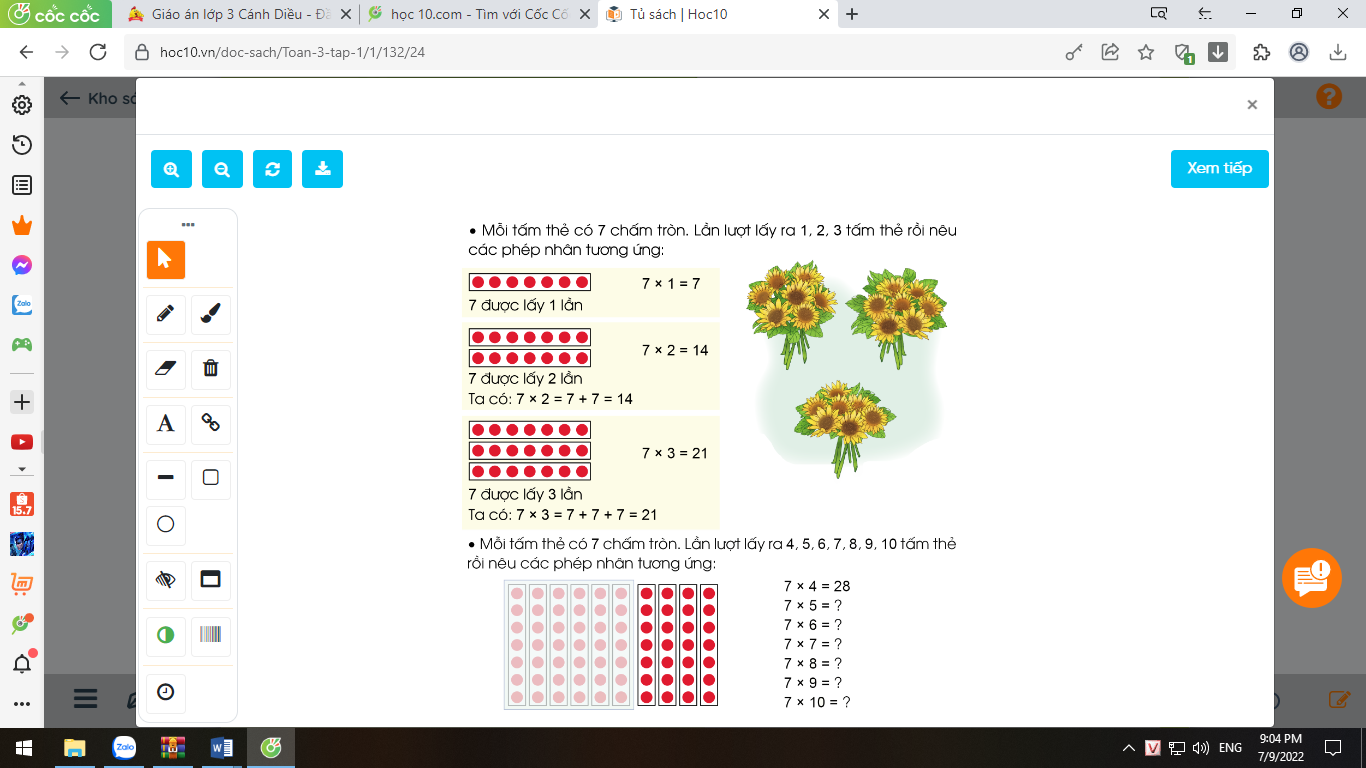 cốc cốc
Giáo án lớp 3 Cánh Diều - Đầ
học 10.com - Tìm với Cốc Cố
Tủ sách | Hoc10
hoc10.vn/doc-sach/Toan-3-tap-1/1/132/24
1
Kho sá
Xem tiếp
• Mỗi tấm thẻ có 7 chấm tròn. Lần lượt lấy ra 1, 2, 3 tấm thẻ rồi nêu
các phép nhân tương ứng:
7 × 1 = 7
7 được lấy 1 lần
7 × 2 = 14
7 được lấy 2 lần
Ta có: 7 × 2 = 7 + 7 = 14
7 × 3 = 21
7 được lấy 3 lần
Ta có: 7 × 3 = 7 + 7 + 7 = 21
• Mỗi tấm thẻ có 7 chấm tròn. Lần lượt lấy ra 4, 5, 6, 7, 8, 9, 10 tấm thẻ
rồi nêu các phép nhân tương ứng:
7 × 4 = 28
7 × 5 = ?
7 × 6 = ?
7 × 7 = ?
7 × 8 = ?
7 × 9 = ?
7 × 10 = ?
A
Zalo
15.7
Zalo
W
V
ENG
9:04 PM
7/9/2022